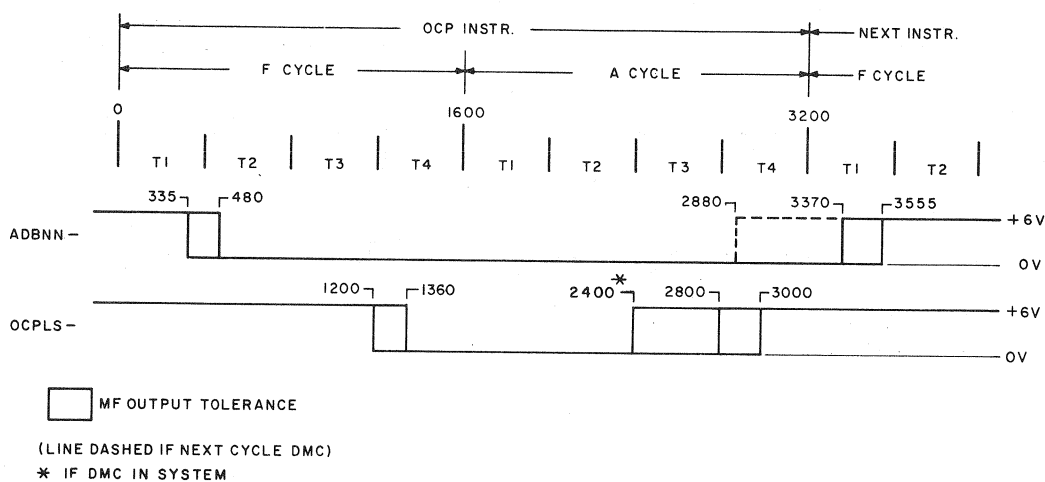 OCP INSTR. NEXT INSTR.
F CYCLE A CYCLE F CYCLE
0 1600 3200
T1 T2 T3 T4 T1 T2 T3 T4 T1 T2
335 480 2880 3370 3555
ADBNN – +6V
0V
*
1200 1360 2400 2800 3000
OCPLS – +6V
0V
MF OUTPUT TOLERANCE
(LINE DASHED IF NEXT CYCLE DMC)
* IF DMC IN SYSTEM